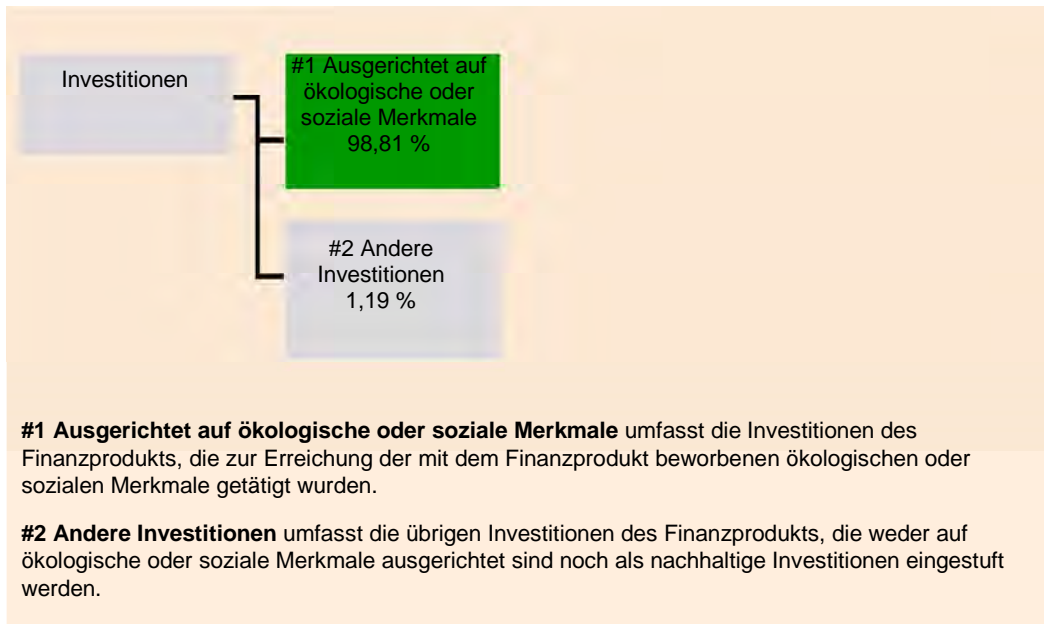 Investitionen
#1 Ausgerichtet auf
ökologische oder
soziale Merkmale
98,81 %
#2 Andere
Investitionen
1,19 %
#1 Ausgerichtet auf ökologische oder soziale Merkmale umfasst die Investitionen des
Finanzprodukts, die zur Erreichung der mit dem Finanzprodukt beworbenen ökologischen oder
sozialen Merkmale getätigt wurden.
#2 Andere Investitionen umfasst die übrigen Investitionen des Finanzprodukts, die weder auf
ökologische oder soziale Merkmale ausgerichtet sind noch als nachhaltige Investitionen eingestuft
werden.